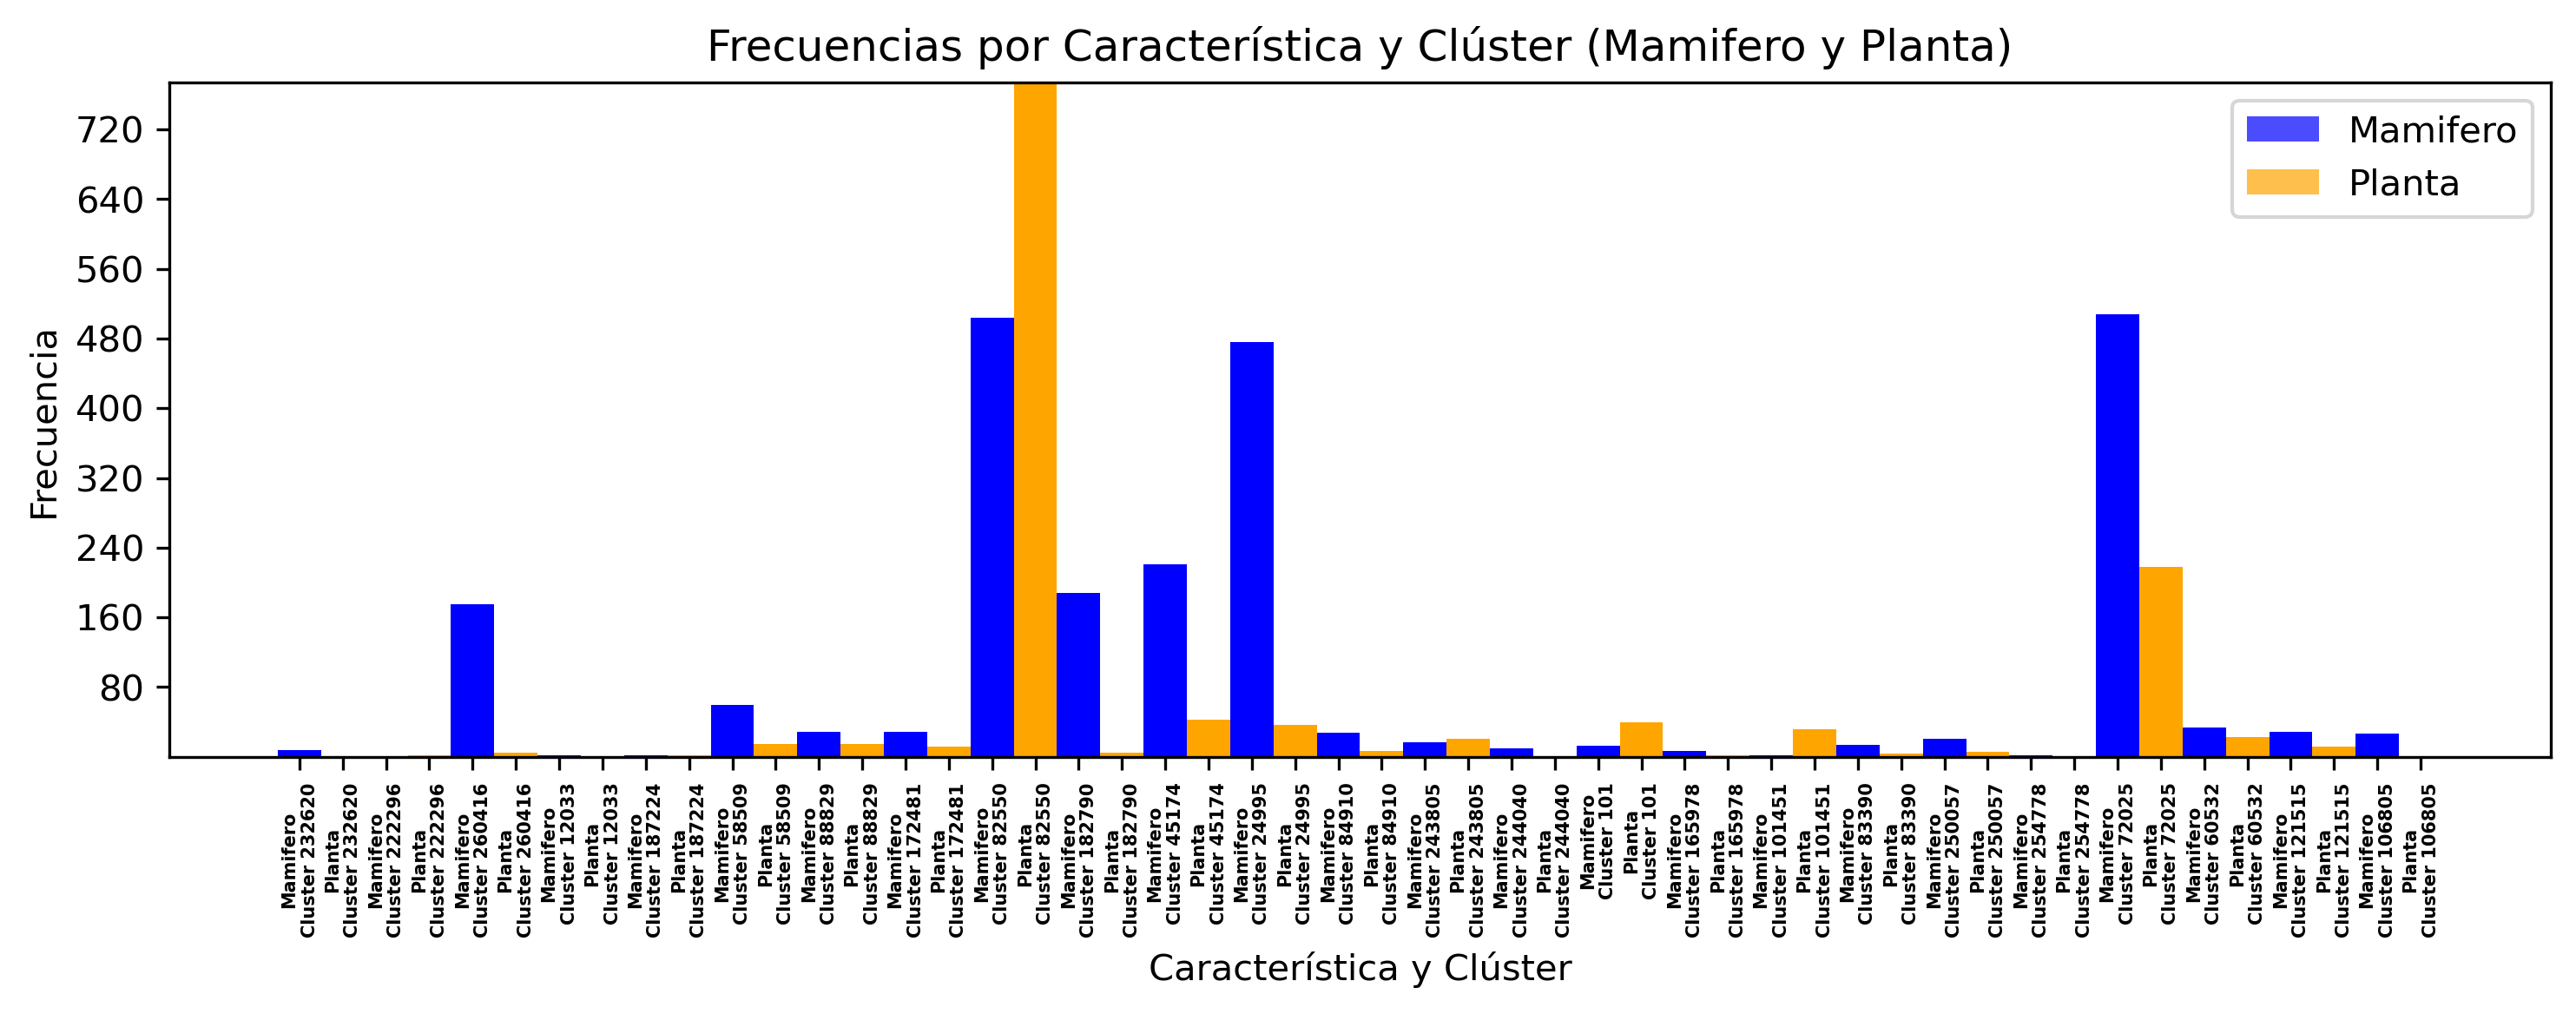 Frecuencias por Característica y Clúster (Mamifero y Planta)
Mamifero
Planta
720
640
560
480
400
320
240
160
80
Frecuencia
Mamifero
Cluster 232620
Planta
Cluster 232620
Mamifero
Cluster 222296
Planta
Cluster 222296
Mamifero
Cluster 260416
Planta
Cluster 260416
Mamifero
Cluster 12033
Planta
Cluster 12033
Mamifero
Cluster 187224
Planta
Cluster 187224
Mamifero
Cluster 58509
Planta
Cluster 58509
Mamifero
Cluster 88829
Planta
Cluster 88829
Mamifero
Cluster 172481
Planta
Cluster 172481
Mamifero
Cluster 82550
Planta
Cluster 82550
Mamifero
Cluster 182790
Planta
Cluster 182790
Mamifero
Cluster 45174
Planta
Cluster 45174
Mamifero
Cluster 24995
Planta
Cluster 24995
Mamifero
Cluster 84910
Planta
Cluster 84910
Mamifero
Cluster 243805
Planta
Cluster 243805
Mamifero
Cluster 244040
Planta
Cluster 244040
Mamifero
Cluster 101
Planta
Cluster 101
Mamifero
Cluster 165978
Planta
Cluster 165978
Mamifero
Cluster 101451
Planta
Cluster 101451
Mamifero
Cluster 83390
Planta
Cluster 83390
Mamifero
Cluster 250057
Planta
Cluster 250057
Mamifero
Cluster 254778
Planta
Cluster 254778
Mamifero
Cluster 72025
Planta
Cluster 72025
Mamifero
Cluster 60532
Planta
Cluster 60532
Mamifero
Cluster 121515
Planta
Cluster 121515
Mamifero
Cluster 106805
Planta
Cluster 106805
Característica y Clúster